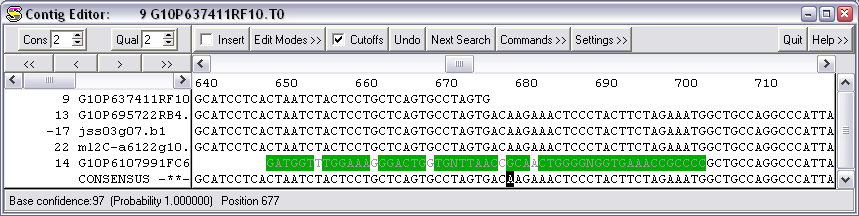 Contig Editor: 9 G10P637411RF10.T0
Cons 2 Qual 2 Insert Edit Modes >> Cutoffs Undo Next Search Commands >> Settings >> Quit Help >>
<< < > >>
640 650 660 670 680 690 700 710
9 G10P637411RF10 GCATCCTCACTAATCTACTCCTGCTCAGTGCCTAGTG
13 G10P695722RB4. GCATCCTCACTAATCTACTCCTGCTCAGTGCCTAGTGACAAGAAACTCCCTACTTCTAGAAATGGCTGCCAGGCCCATTA
-17 jss03g07.b1 GCATCCTCACTAATCTACTCCTGCTCAGTGCCTAGTGACAAGAAACTCCCTACTTCTAGAAATGGCTGCCAGGCCCATTA
22 m12C-a6122g10. GCATCCTCACTAATCTACTCCTGCTCAGTGCCTAGTGACAAGAAACTCCCTACTTCTAGAAATGGCTGCCAGGCCCATTA
14 G10P6107991FC6 GATGGTTTGGAAAGGGACTGGTGNTTAACCGCAACTGGGGNGGTGAAACCGCCCCGCTGCCAGGCCCATTA
CONSENSUS -**- GCATCCTCACTAATCTACTCCTGCTCAGTGCCTAGTGACAAGAAACTCCCTACTTCTAGAAATGGCTGCCAGGCCCATTA
Base confidence:97 (Probability 1.000000) Position 677